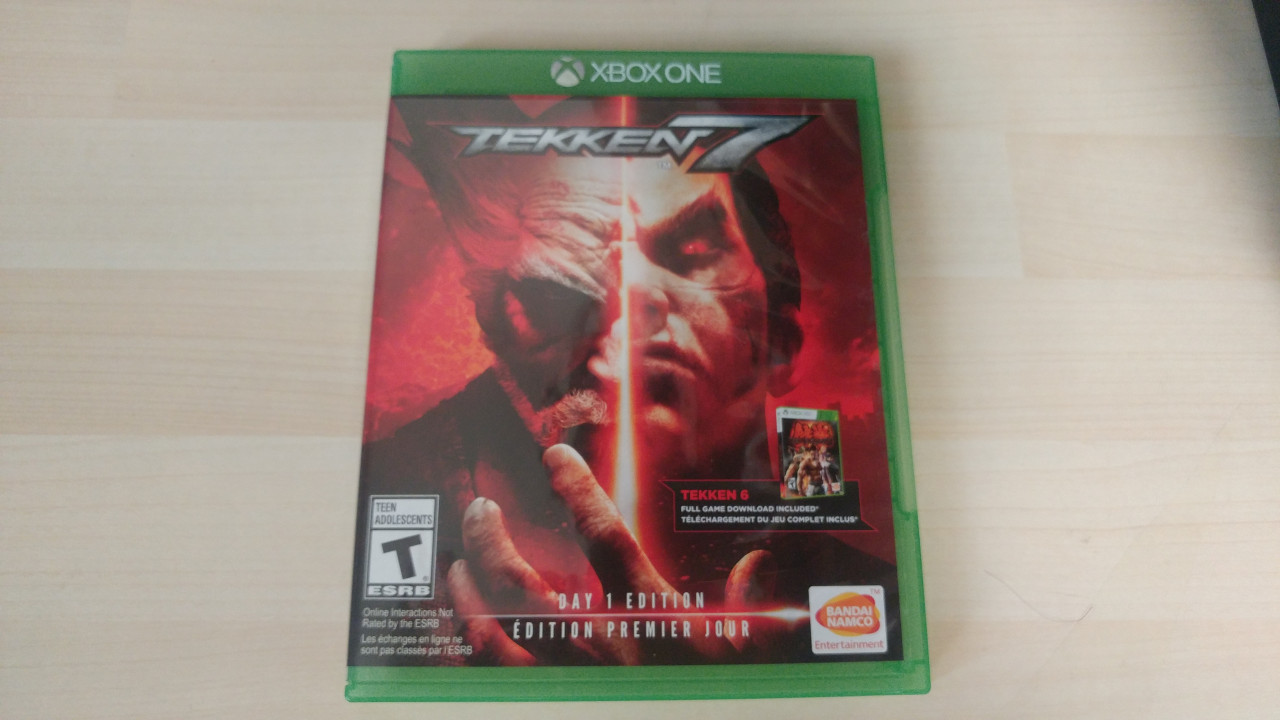 XBOX ONE
TEKKEN 7
TM
TEKKEN 6
FULL GAME DOWNLOAD INCLUDED*
TÉLÉCHARGEMENT DU JEU COMPLET INCLUS*
TEEN
ADOLESCENTS
T
ESRB
Online Interactions Not
Rated by the ESRB
Les échanges en ligne ne
sont pas classés par l'ESRB
DAY 1 EDITION
ÉDITION PREMIER JOUR
BANDAI
NAMCO
Entertainment
TM